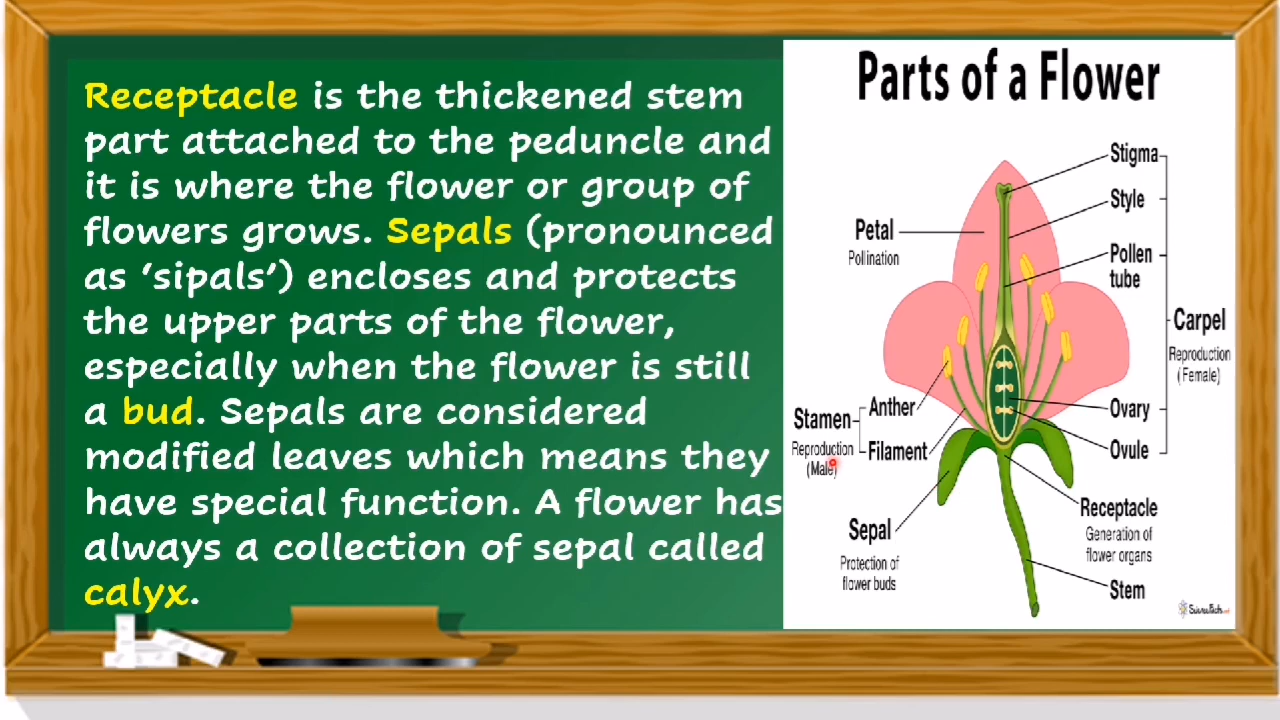 Receptacle is the thickened stem
part attached to the peduncle and
it is where the flower or group of
flowers grows. Sepals (pronounced
as ‘sipals’) encloses and protects
the upper parts of the flower,
especially when the flower is still
a bud. Sepals are considered
modified leaves which means they
have special function. A flower has
always a collection of sepal called
calyx.
Parts of a Flower
Stigma
Style
Petal
Pollination
Pollen
tube
Carpel
Reproduction
(Female)
Stamen
Reproduction
(Male)
Anther
Filament
Ovary
Ovule
Sepal
Protection of
flower buds
Receptacle
Generation of
flower organs
Stem